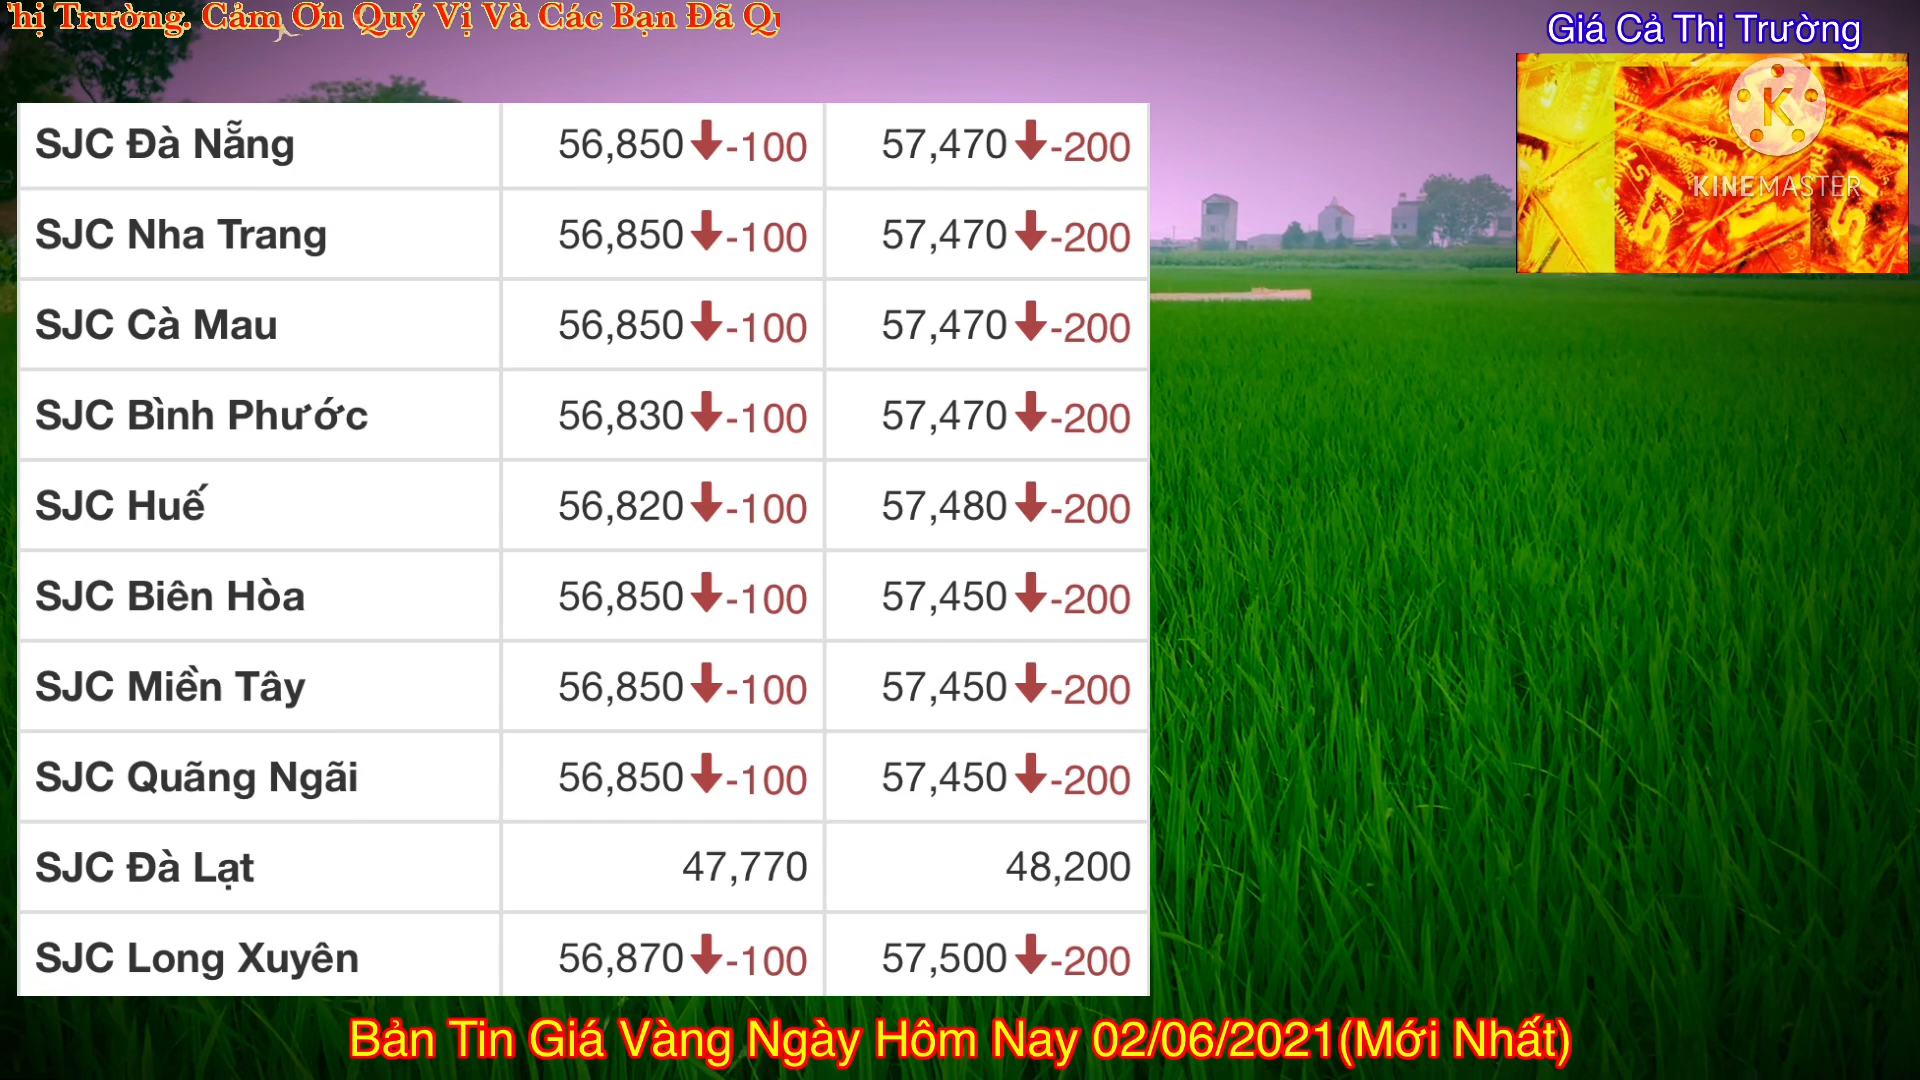 Thị Trường. Cảm Ơn Quý Vị Và Các Bạn Đã
Giá Cả Thị Trường
KINEMASTER
SJC Đà Nẵng 56,850 -100 57,470 -200
SJC Nha Trang 56,850 -100 57,470 -200
SJC Cà Mau 56,850 -100 57,470 -200
SJC Bình Phước 56,830 -100 57,470 -200
SJC Huế 56,820 -100 57,480 -200
SJC Biên Hòa 56,850 -100 57,450 -200
SJC Miền Tây 56,850 -100 57,450 -200
SJC Quãng Ngãi 56,850 -100 57,450 -200
SJC Đà Lạt 47,770 48,200
SJC Long Xuyên 56,870 -100 57,500 -200
Bản Tin Giá Vàng Ngày Hôm Nay 02/06/2021(Mới Nhất)